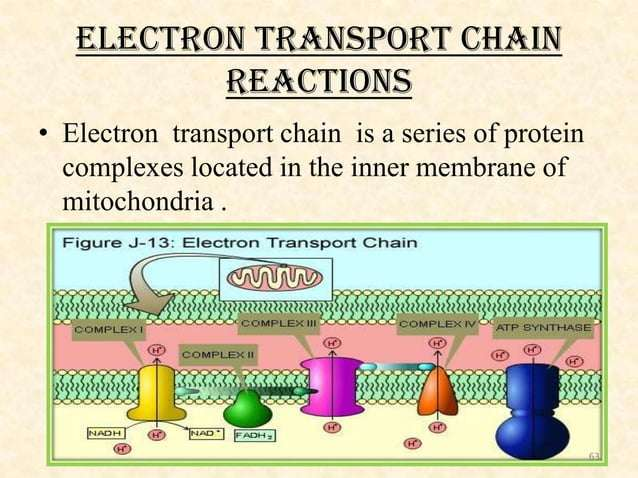 ELECTRON TRANSPORT CHAIN
REACTIONS
• Electron transport chain is a series of protein
complexes located in the inner membrane of
mitochondria .
Figure J-13: Electron Transport Chain
COMPLEX I
COMPLEX II
COMPLEX III
COMPLEX IV
ATP SYNTHASE
H⁺
H⁺
H⁺
H⁺
H⁺
H⁺
NADH
H⁺
NAD⁺
FADH₂
H⁺
H⁺
H⁺
H⁺
63